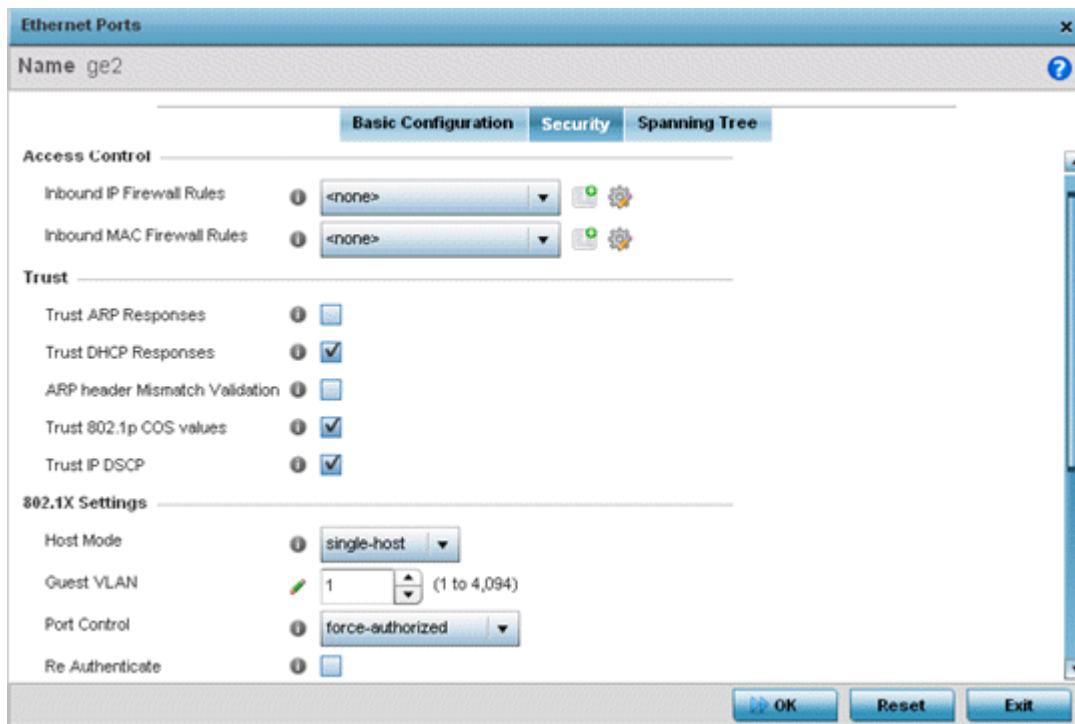 Ethernet Ports
Name ge2
Basic Configuration Security Spanning Tree
Access Control
Inbound IP Firewall Rules <none>
Inbound MAC Firewall Rules <none>
Trust
Trust ARP Responses
Trust DHCP Responses
ARP header Mismatch Validation
Trust 802.1p COS values
Trust IP DSCP
802.1X Settings
Host Mode single-host
Guest VLAN 1 (1 to 4,094)
Port Control force-authorized
Re Authenticate
OK Reset Exit